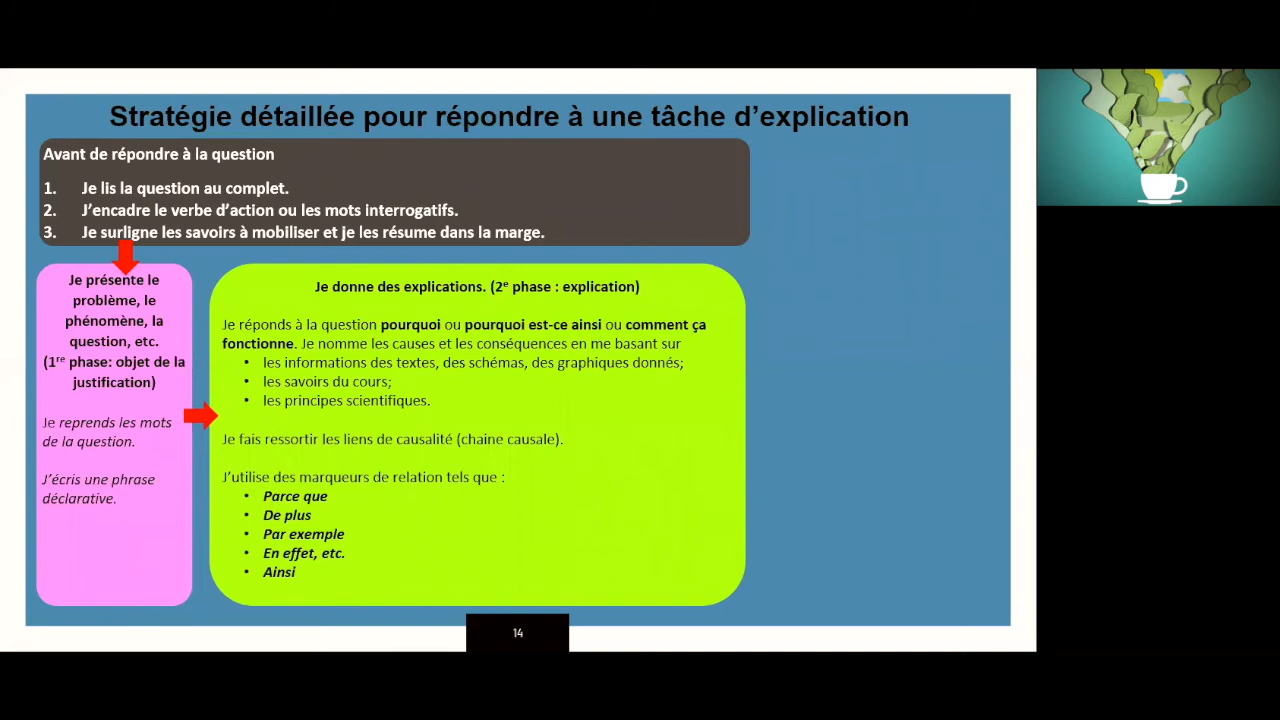 Stratégie détaillée pour répondre à une tâche d'explication
Avant de répondre à la question
1. Je lis la question au complet.
2. J'encadre le verbe d'action ou les mots interrogatifs.
3. Je surligne les savoirs à mobiliser et je les résume dans la marge.
Je présente le
problème, le
phénomène, la
question, etc.
(1re phase: objet de la
justification)
Je reprends les mots
de la question.
J'écris une phrase
déclarative.
Je donne des explications. (2e phase : explication)
Je réponds à la question pourquoi ou pourquoi est-ce ainsi ou comment ça
fonctionne. Je nomme les causes et les conséquences en me basant sur
• les informations des textes, des schémas, des graphiques donnés;
• les savoirs du cours;
• les principes scientifiques.
Je fais ressortir les liens de causalité (chaine causale).
J'utilise des marqueurs de relation tels que :
• Parce que
• De plus
• Par exemple
• En effet, etc.
• Ainsi
14